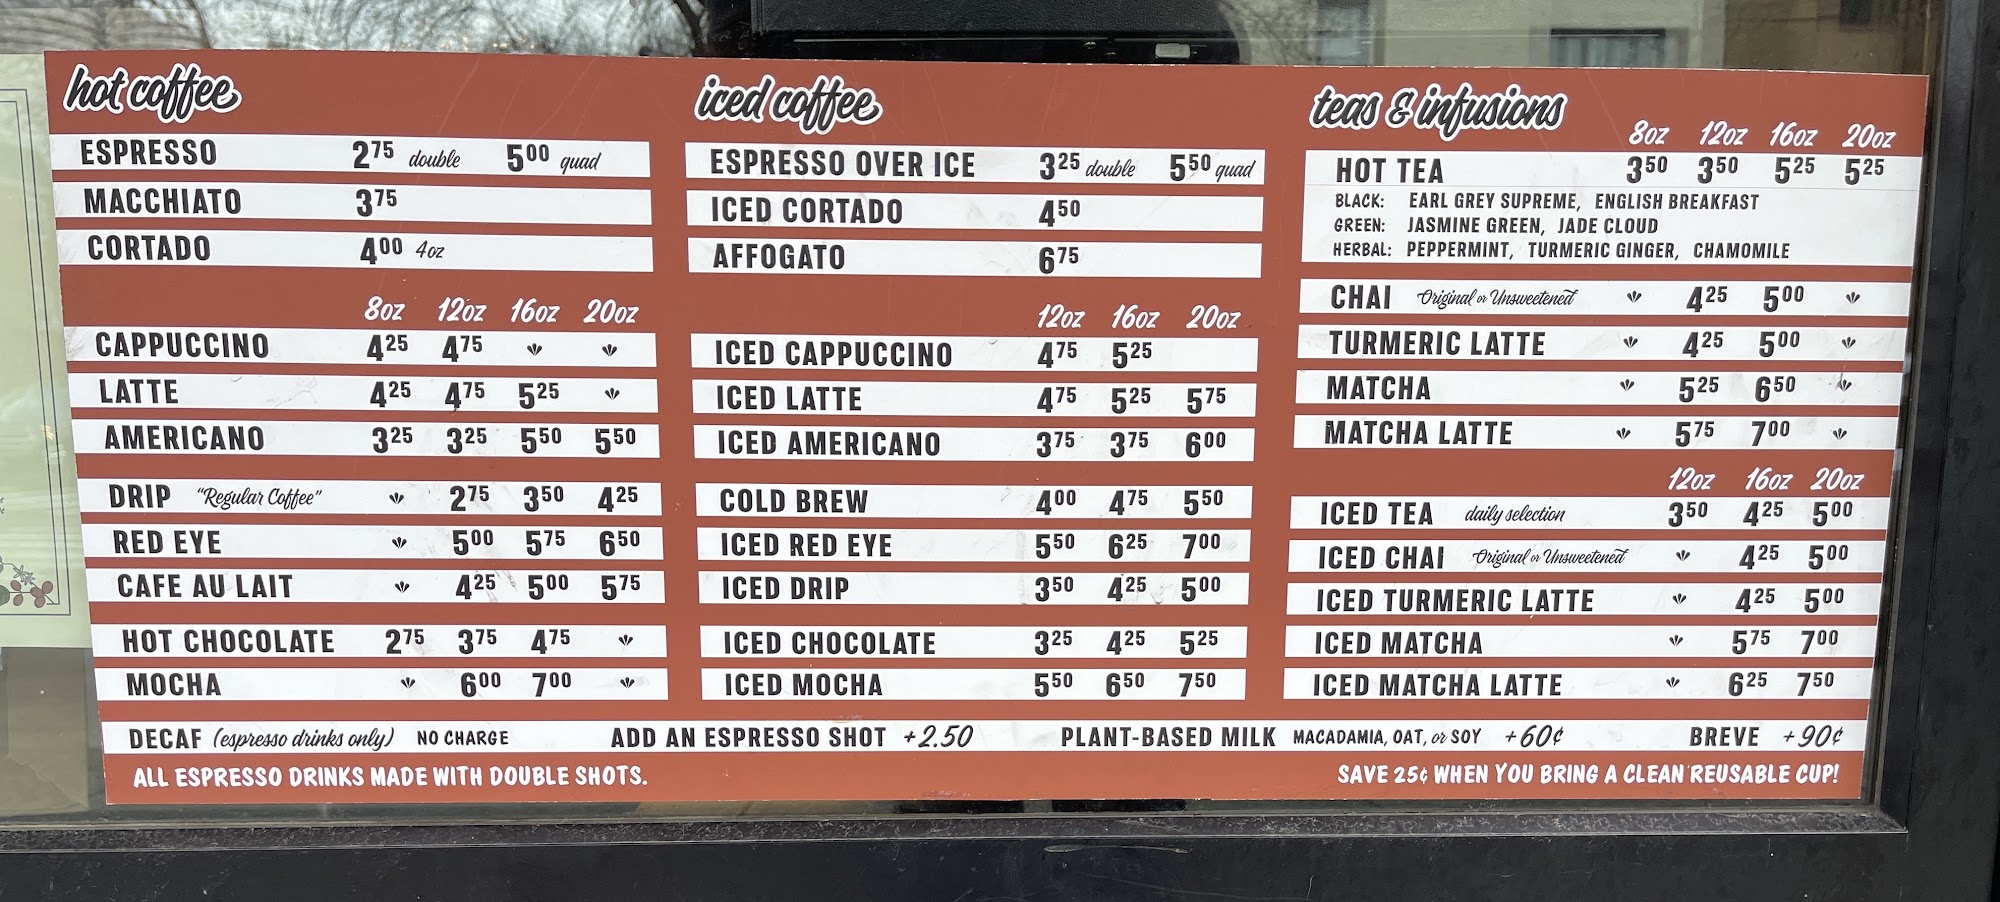 hot coffee
ESPRESSO 2.75 double 5.00 quad
MACCHIATO 3.75
CORTADO 4.00 4oz
8oz 12oz 16oz 20oz
CAPPUCCINO 4.25 4.75
LATTE 4.25 4.75 5.25
AMERICANO 3.25 3.25 5.50 5.50
DRIP "Regular Coffee" 2.75 3.50 4.25
RED EYE 5.00 5.75 6.50
CAFE AU LAIT 4.25 5.00 5.75
HOT CHOCOLATE 2.75 3.75 4.75
MOCHA 6.00 7.00
iced coffee
ESPRESSO OVER ICE 3.25 double 5.50 quad
ICED CORTADO 4.50
AFFOGATO 6.75
12oz 16oz 20oz
ICED CAPPUCCINO 4.75 5.25
ICED LATTE 4.75 5.25 5.75
ICED AMERICANO 3.75 3.75 6.00
COLD BREW 4.00 4.75 5.50
ICED RED EYE 5.50 6.25 7.00
ICED DRIP 3.50 4.25 5.00
ICED CHOCOLATE 3.25 4.25 5.25
ICED MOCHA 5.50 6.50 7.50
teas & infusions
8oz 12oz 16oz 20oz
HOT TEA 3.50 3.50 5.25 5.25
BLACK: EARL GREY SUPREME, ENGLISH BREAKFAST
GREEN: JASMINE GREEN, JADE CLOUD
HERBAL: PEPPERMINT, TURMERIC GINGER, CHAMOMILE
CHAI Original or Unsweetened 4.25 5.00
TURMERIC LATTE 4.25 5.00
MATCHA 5.25 6.50
MATCHA LATTE 5.75 7.00
12oz 16oz 20oz
ICED TEA daily selection 3.50 4.25 5.00
ICED CHAI Original or Unsweetened 4.25 5.00
ICED TURMERIC LATTE 4.25 5.00
ICED MATCHA 5.75 7.00
ICED MATCHA LATTE 6.25 7.50
DECAF (espresso drinks only) NO CHARGE ADD AN ESPRESSO SHOT +2.50 PLANT-BASED MILK MACADAMIA, OAT, or SOY +60¢ BREVE +90¢
ALL ESPRESSO DRINKS MADE WITH DOUBLE SHOTS. SAVE 25¢ WHEN YOU BRING A CLEAN REUSABLE CUP!